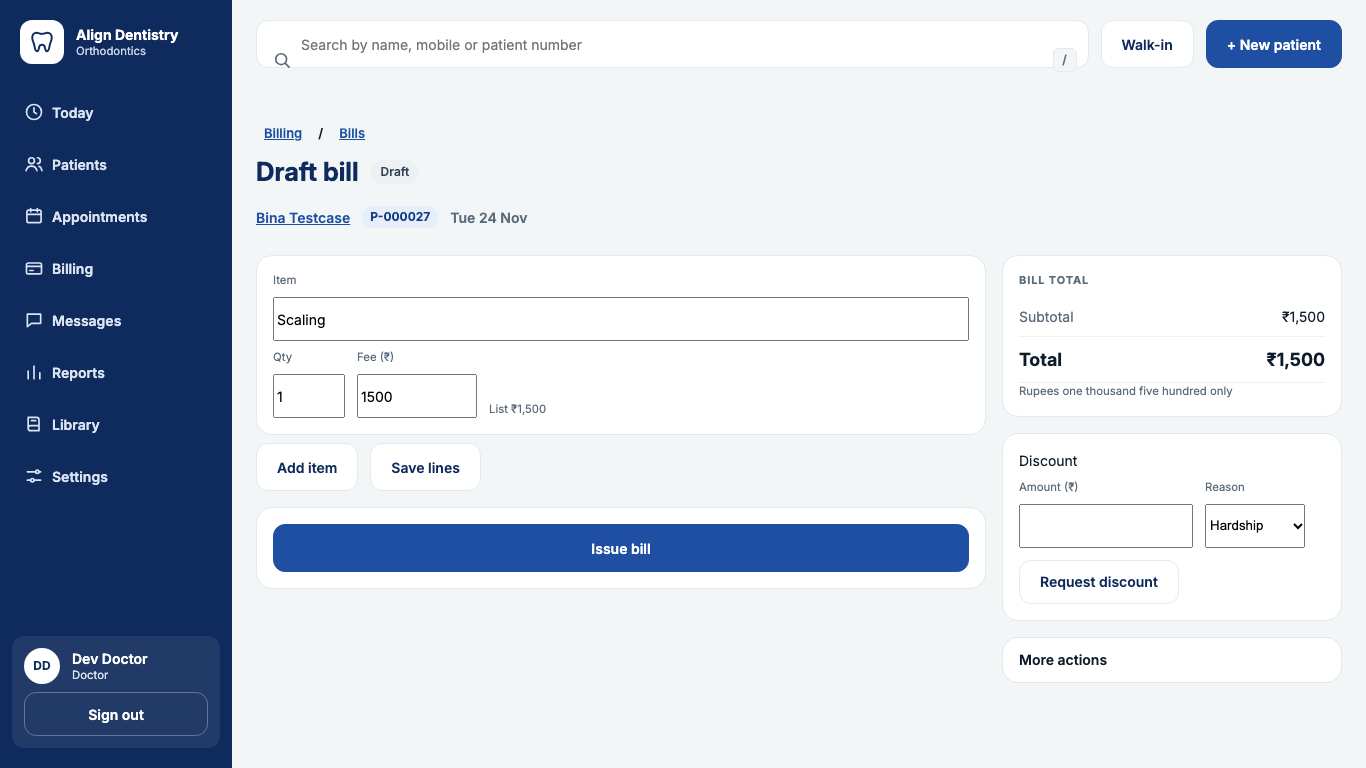 Align Dentistry
Orthodontics
Today
Patients
Appointments
Billing
Messages
Reports
Library
Settings
DD
Dev Doctor
Doctor
Sign out
Search by name, mobile or patient number
/
Walk-in
+ New patient
Billing / Bills
Draft bill Draft
Bina Testcase P-000027 Tue 24 Nov
Item
Scaling
Qty Fee (₹)
1 1500 List ₹1,500
Add item Save lines
Issue bill
BILL TOTAL
Subtotal ₹1,500
Total ₹1,500
Rupees one thousand five hundred only
Discount
Amount (₹) Reason
Hardship
Request discount
More actions